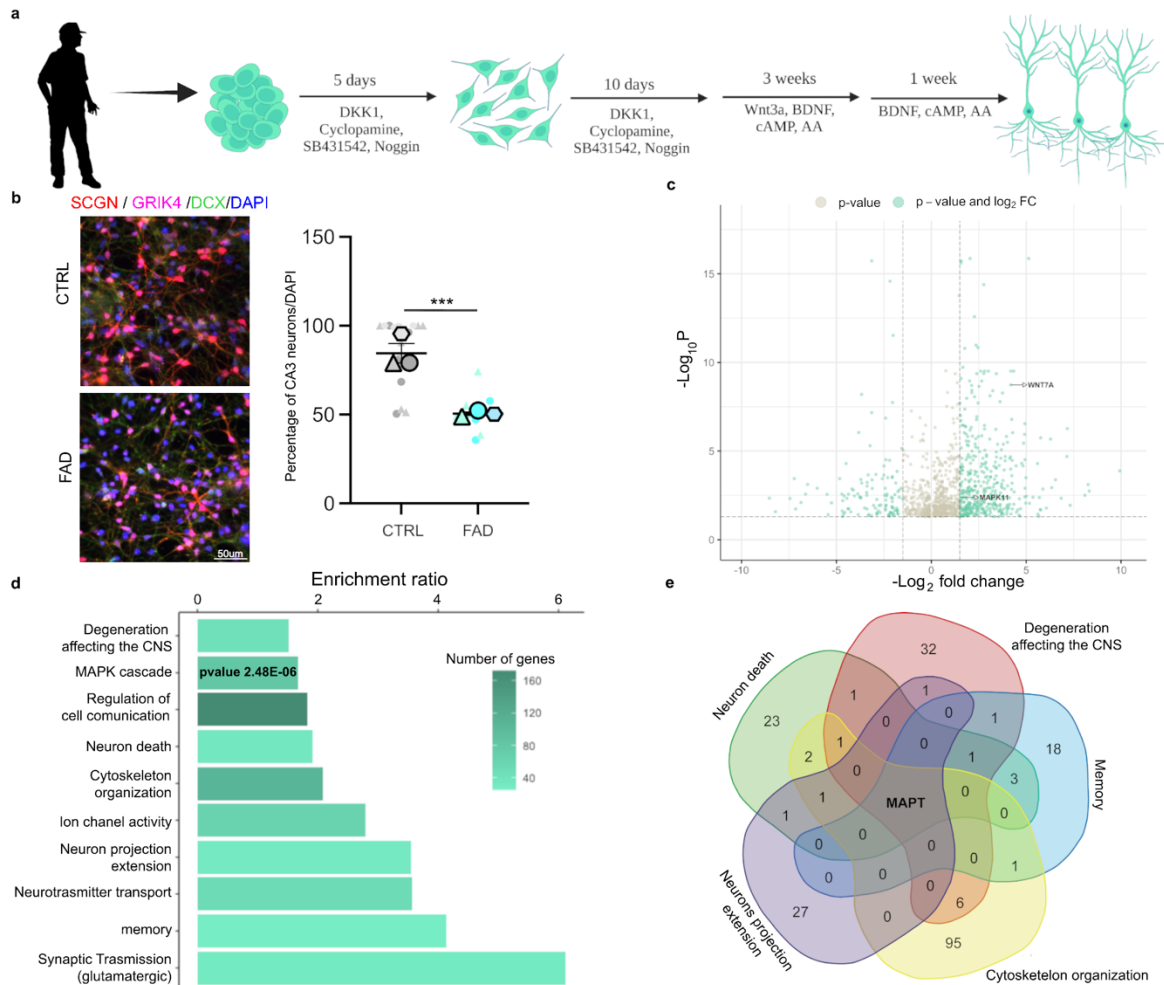 a
5 days
DKK1,
Cyclopamine,
SB431542, Noggin
10 days
DKK1,
Cyclopamine,
SB431542, Noggin
3 weeks
Wnt3a, BDNF,
cAMP, AA
1 week
BDNF, cAMP, AA
b
SCGN / GRIK4 /DCX/DAPI
CTRL
FAD
50um
Percentage of CA3 neurons/DAPI
150
100
50
0
***
CTRL
FAD
c
p-value
p – value and log2 FC
-Log10P
15
10
5
0
WNT7A
MAPK11
-10
-5
0
5
10
-Log2 fold change
d
Enrichment ratio
0
2
4
6
Degeneration
affecting the CNS
MAPK cascade
pvalue 2.48E-06
Regulation of
cell comunication
Neuron death
Cytoskeleton
organization
Ion chanel activity
Neuron projection
extension
Neurotrasmitter transport
memory
Synaptic Trasmission
(glutamatergic)
Number of genes
160
120
80
40
e
Degeneration
affecting the CNS
Neuron death
Memory
Neurons projection
extension
Cytosketelon organization
32
1
1
0
0
1
18
23
2
1
0
0
1
3
0
MAPT
0
0
1
1
0
0
0
1
0
0
0
0
6
27
0
95